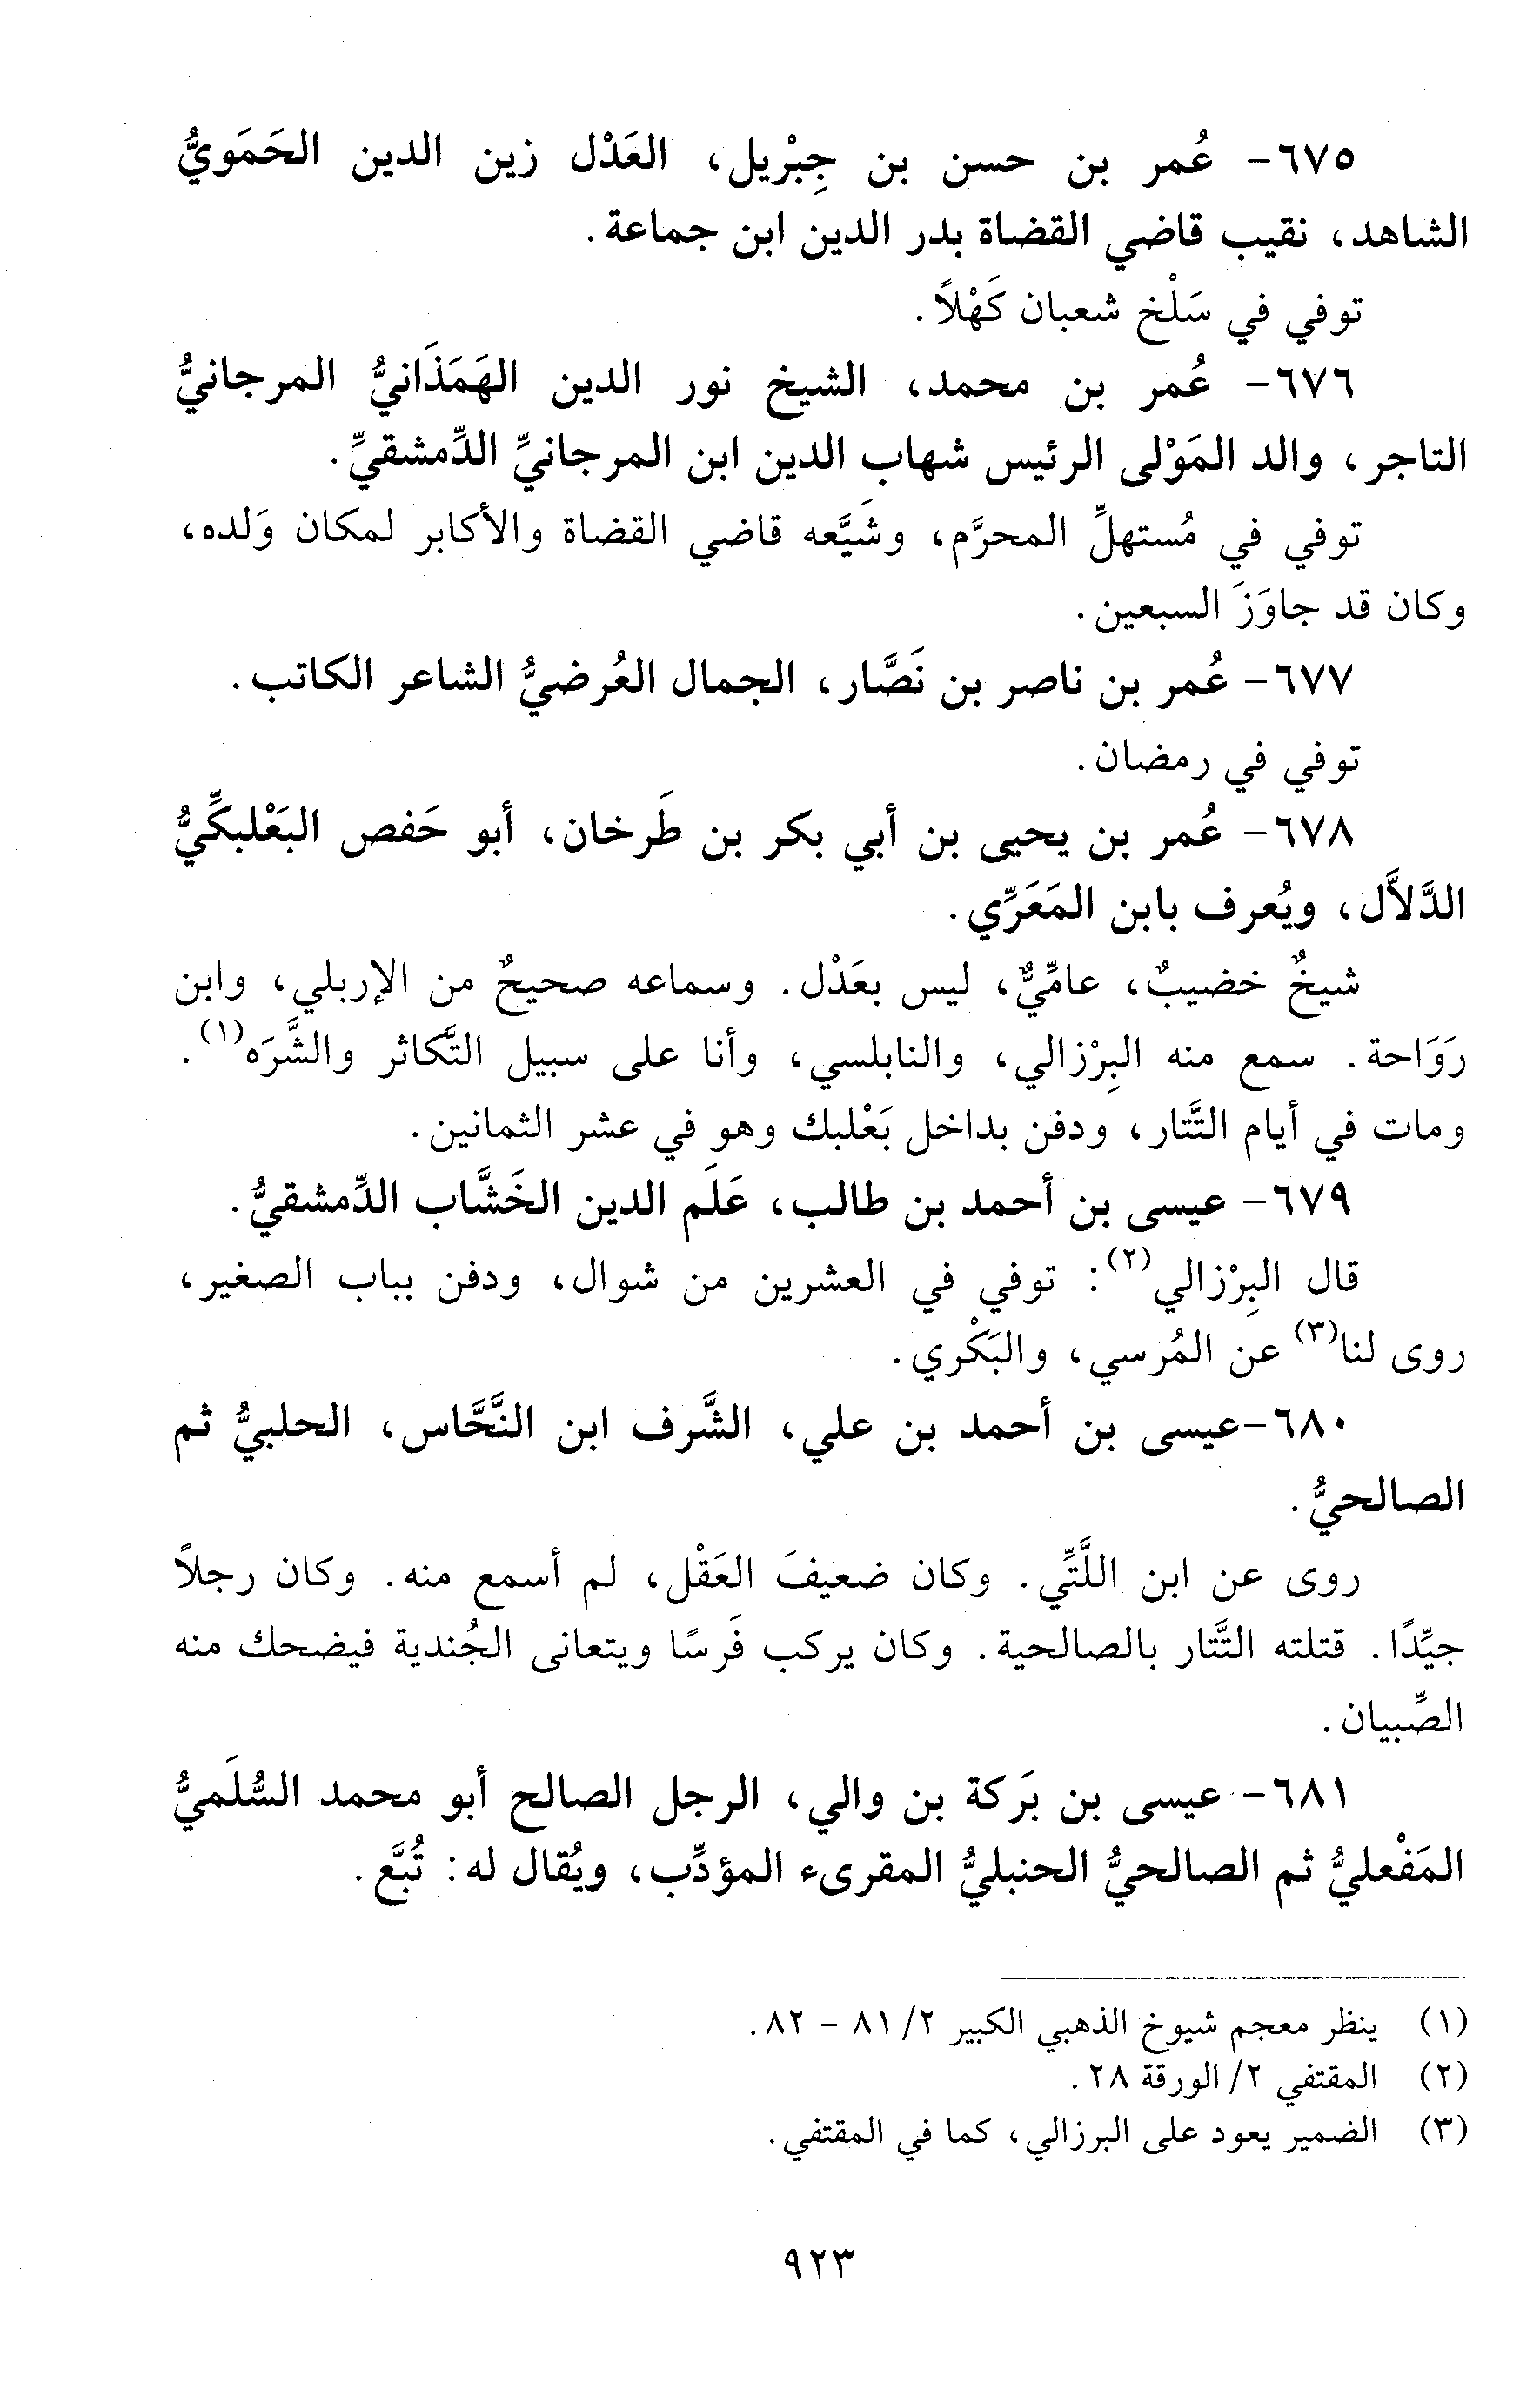 ٦٧٥- عُمر بن حسن بن جِبْريل، العَدْل زين الدين الحَمَويُّ
الشاهد، نقيب قاضي القضاة بدر الدين ابن جماعة.
توفي في سَلْخ شعبان كَهْلاً.
٦٧٦- عُمر بن محمد، الشيخ نور الدين الهَمَذَانيُّ المرجانيُّ
التاجر، والد المَوْلى الرئيس شهاب الدين ابن المرجانيِّ الدِّمشقيِّ.
توفي في مُستهلِّ المحرَّم، وشَيَّعه قاضي القضاة والأكابر لمكان وَلده،
وكان قد جاوَزَ السبعين.
٦٧٧- عُمر بن ناصر بن نَصَّار، الجمال العُرضيُّ الشاعر الكاتب.
توفي في رمضان.
٦٧٨- عُمر بن يحيى بن أبي بكر بن طَرخان، أبو حَفص البَعْلبكِّيُّ
الدَّلاَّل، ويُعرف بابن المَعَرِّي.
شيخٌ خضيبٌ، عامِّيٌّ، ليس بعَدْل. وسماعه صحيحٌ من الإربلي، وابن
رَوَاحة. سمع منه البِرْزالي، والنابلسي، وأنا على سبيل التَّكاثر والشَّرَه(١).
ومات في أيام التَّتار، ودفن بداخل بَعْلبك وهو في عشر الثمانين.
٦٧٩- عيسى بن أحمد بن طالب، عَلَم الدين الخَشَّاب الدِّمشقيُّ.
قال البِرْزالي(٢): توفي في العشرين من شوال، ودفن بباب الصغير،
روى لنا(٣) عن المُرسي، والبَكْري.
٦٨٠-عيسى بن أحمد بن علي، الشَّرف ابن النَّحَّاس، الحلبيُّ ثم
الصالحيُّ.
روى عن ابن اللَّتِّي. وكان ضعيفَ العَقْل، لم أسمع منه. وكان رجلاً
جيِّدًا. قتلته التَّتار بالصالحية. وكان يركب فَرسًا ويتعانى الجُندية فيضحك منه
الصِّبيان.
٦٨١- عيسى بن بَركة بن والي، الرجل الصالح أبو محمد السُّلَميُّ
المَفْعليُّ ثم الصالحيُّ الحنبليُّ المقرىء المؤدِّب، ويُقال له: تُبَّع.
(١) ينظر معجم شيوخ الذهبي الكبير ٢/ ٨١ - ٨٢.
(٢) المقتفي ٢/ الورقة ٢٨.
(٣) الضمير يعود على البرزالي، كما في المقتفي.
٩٢٣